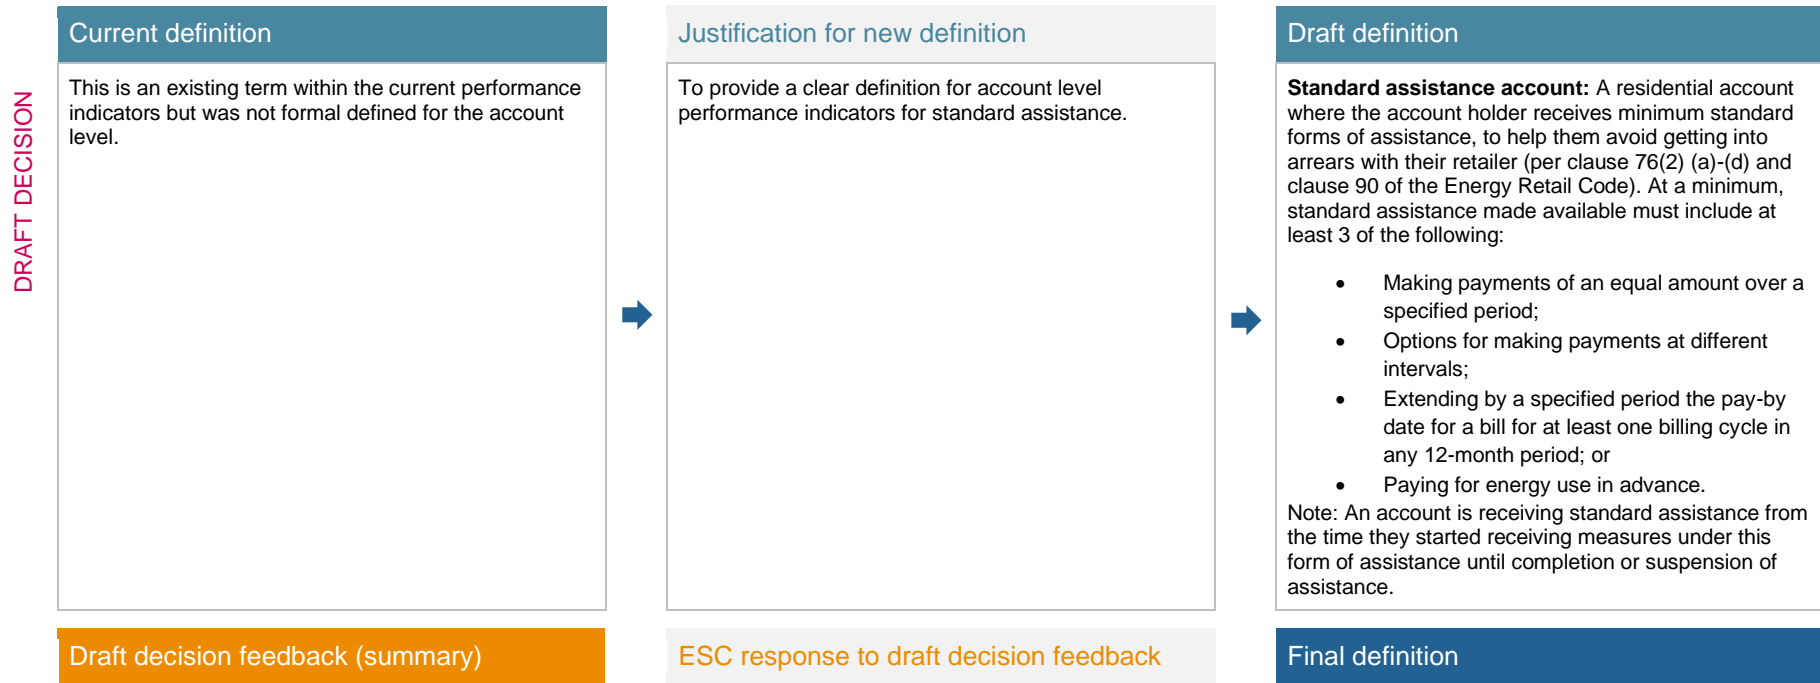 DRAFT DECISION
Current definition
This is an existing term within the current performance
indicators but was not formal defined for the account
level.
Justification for new definition
To provide a clear definition for account level
performance indicators for standard assistance.
Draft definition
Standard assistance account: A residential account
where the account holder receives minimum standard
forms of assistance, to help them avoid getting into
arrears with their retailer (per clause 76(2) (a)-(d) and
clause 90 of the Energy Retail Code). At a minimum,
standard assistance made available must include at
least 3 of the following:
• Making payments of an equal amount over a
specified period;
• Options for making payments at different
intervals;
• Extending by a specified period the pay-by
date for a bill for at least one billing cycle in
any 12-month period; or
• Paying for energy use in advance.
Note: An account is receiving standard assistance from
the time they started receiving measures under this
form of assistance until completion or suspension of
assistance.
Draft decision feedback (summary)
ESC response to draft decision feedback
Final definition